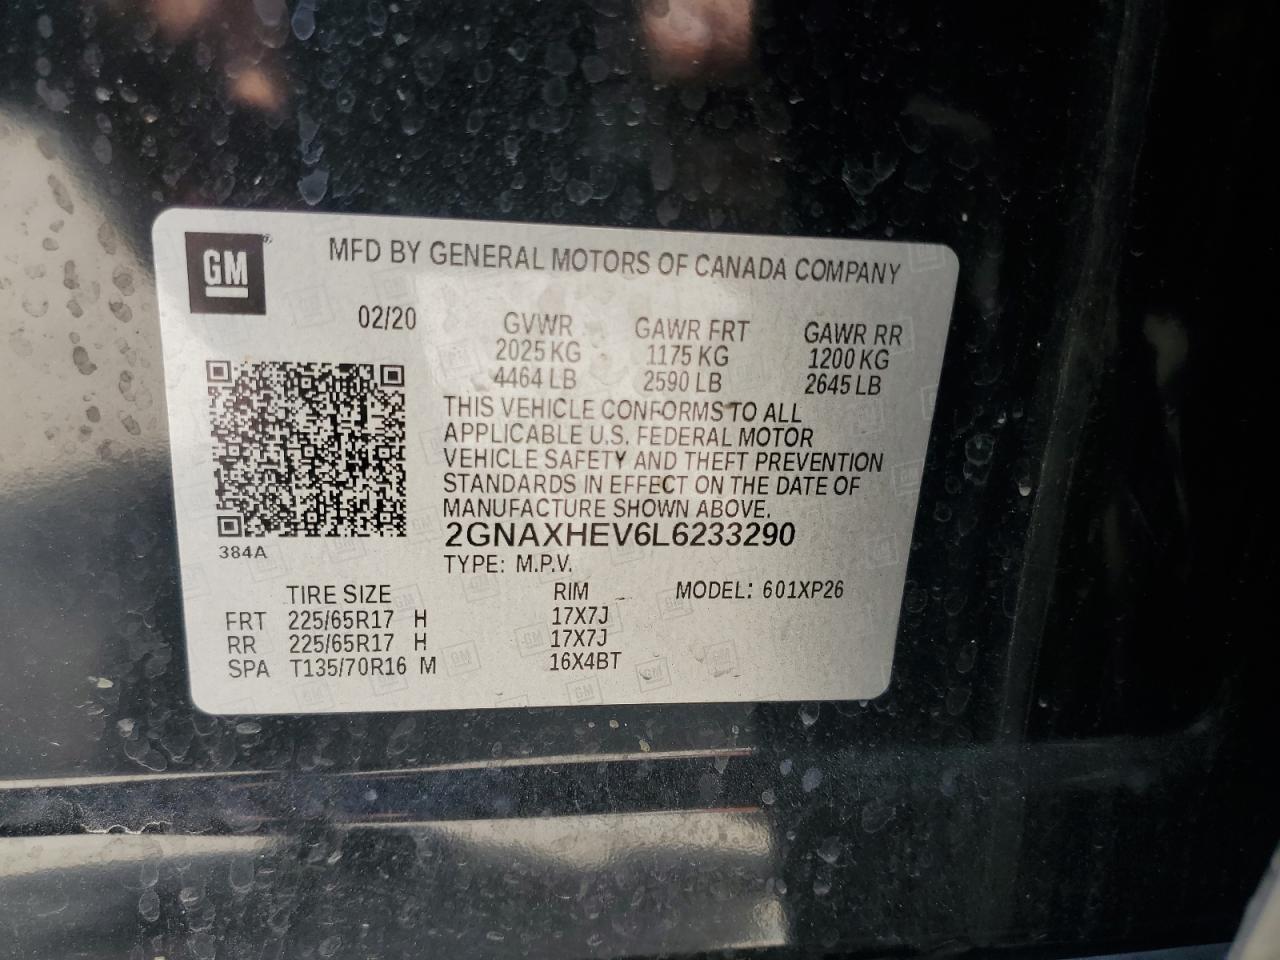 GM
MFD BY GENERAL MOTORS OF CANADA COMPANY
02/20 GVWR GAWR FRT GAWR RR
2025 KG 1175 KG 1200 KG
4464 LB 2590 LB 2645 LB
THIS VEHICLE CONFORMS TO ALL
APPLICABLE U.S. FEDERAL MOTOR
VEHICLE SAFETY AND THEFT PREVENTION
STANDARDS IN EFFECT ON THE DATE OF
MANUFACTURE SHOWN ABOVE.
2GNAXHEV6L6233290
384A
TYPE: M.P.V.
TIRE SIZE RIM MODEL: 601XP26
FRT 225/65R17 H 17X7J
RR 225/65R17 H 17X7J
SPA T135/70R16 M 16X4BT